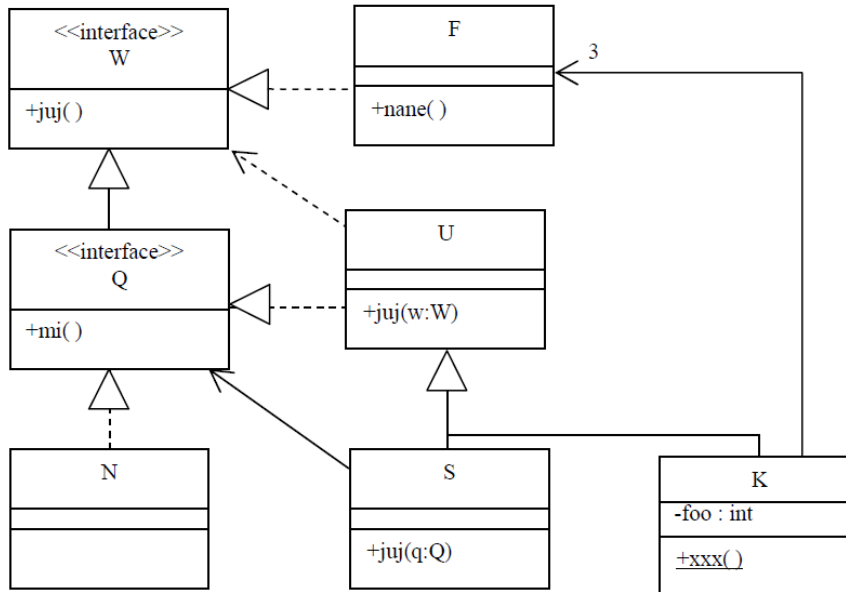 <<interface>>
W
+juj( )
F
+nane( )
3
<<interface>>
Q
+mi( )
U
+juj(w:W)
N
S
+juj(q:Q)
K
-foo : int
+xxx( )